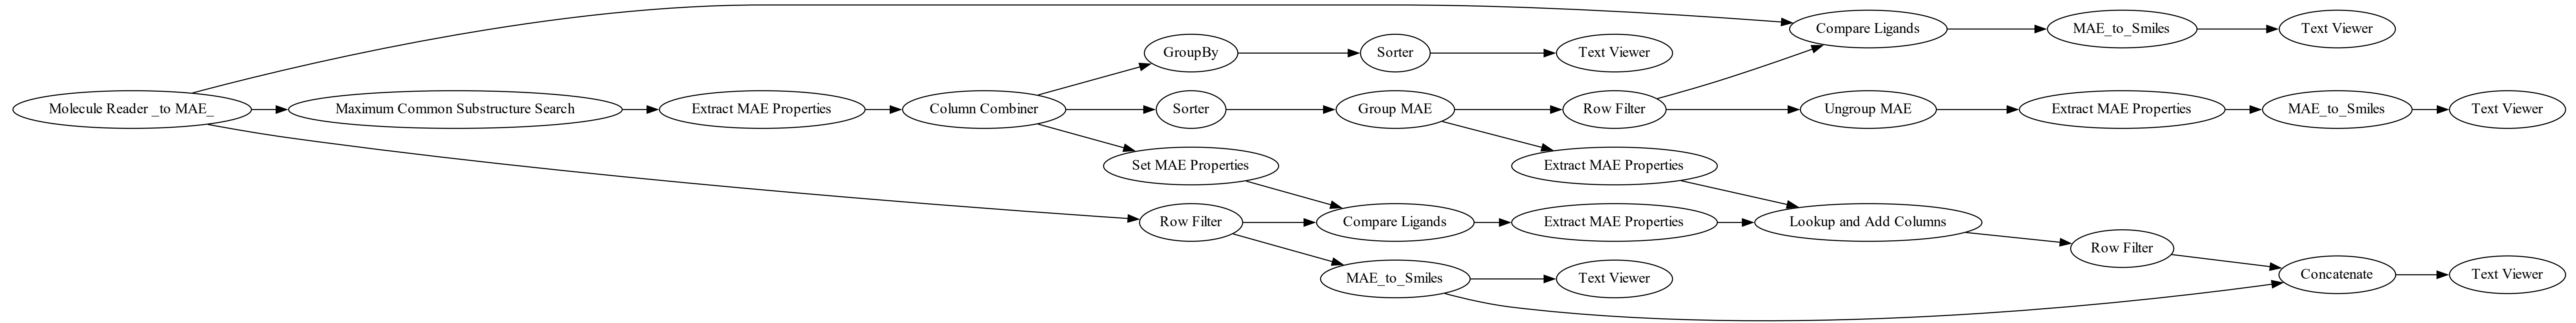 Compare Ligands
MAE_to_Smiles
Text Viewer
GroupBy
Sorter
Text Viewer
Molecule Reader _to MAE_
Maximum Common Substructure Search
Extract MAE Properties
Column Combiner
Sorter
Group MAE
Row Filter
Ungroup MAE
Extract MAE Properties
MAE_to_Smiles
Text Viewer
Set MAE Properties
Extract MAE Properties
Row Filter
Compare Ligands
Extract MAE Properties
Lookup and Add Columns
Row Filter
MAE_to_Smiles
Text Viewer
Concatenate
Text Viewer